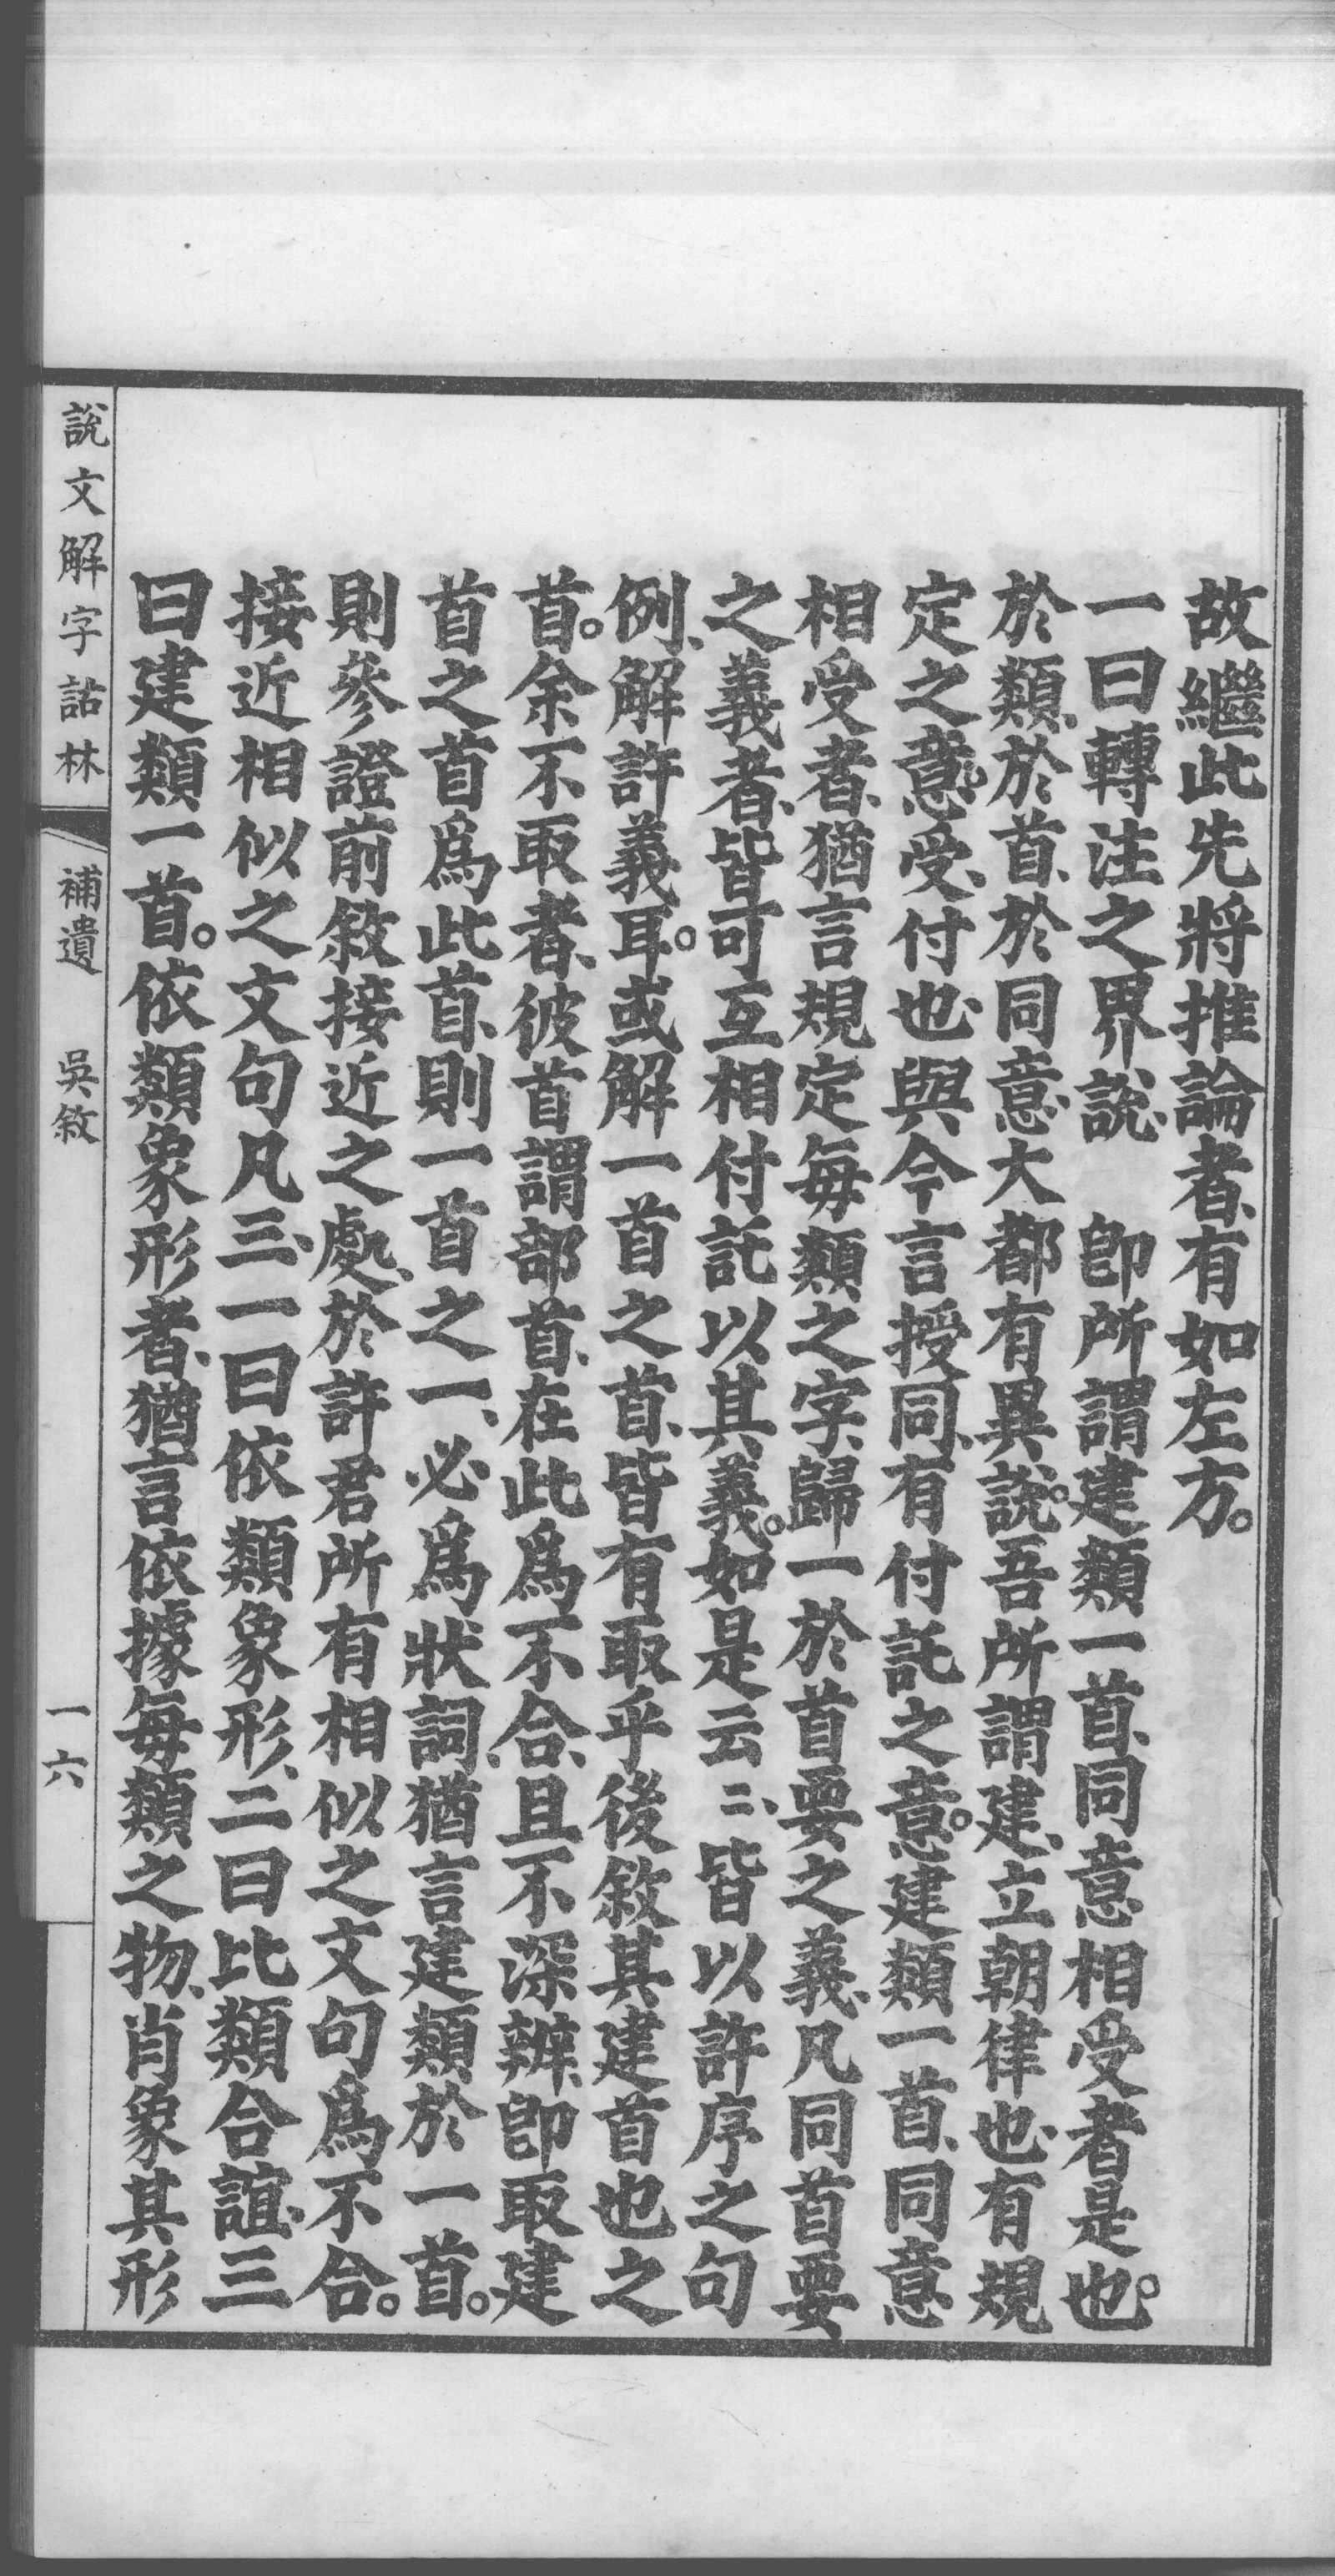 故繼此先將推論者、有如左方。
一曰轉注之界說、　卽所謂建類一首、同意相受者是也。
於類、於首、於同意、大都有異說。吾所謂建、立朝律也、有規
定之意也、受、付也、與今言授同、有付託之意。建類一首、同意
相受者、猶言規定每類之字、歸一於首要之義、凡同首要
之義者、皆可互相付託以其義。如是云二、皆以許序之句
例、解許義耳。或解一首之首、皆有取乎後敘其建首也之
首。余不取者、彼首謂部首、在此爲不合、且不深辨、卽取建
首之首爲此首、則一首之一、必爲狀詞、猶言建類於一首。
則參證前敘接近之處、於許君所有相似之文句爲不合。
接近相似之文句凡三、一曰依類象形、二曰比類合誼、三
曰建類一首。依類象形者、猶言依據每類之物、肖象其形
說文解字詁林　補遺　吳敘　一六